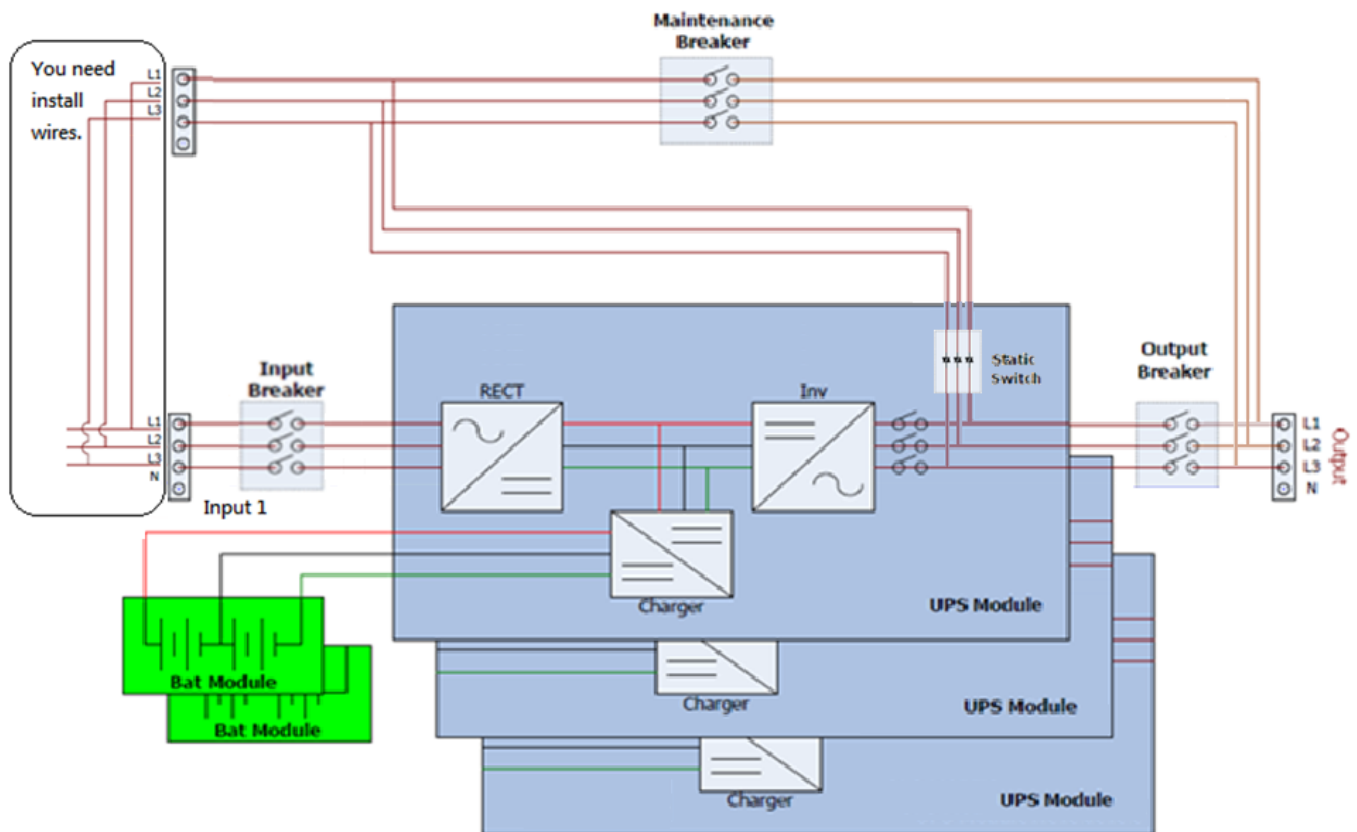 Maintenance
Breaker
You need
install
wires.
L1
L2
L3
Input
Breaker
RECT
Inv
Static
Switch
Output
Breaker
L1
L2
L3
N
Input 1
L1
L2
L3
N
Output
Charger
UPS Module
Bat Module
Bat Module
Charger
UPS Module
Charger
UPS Module